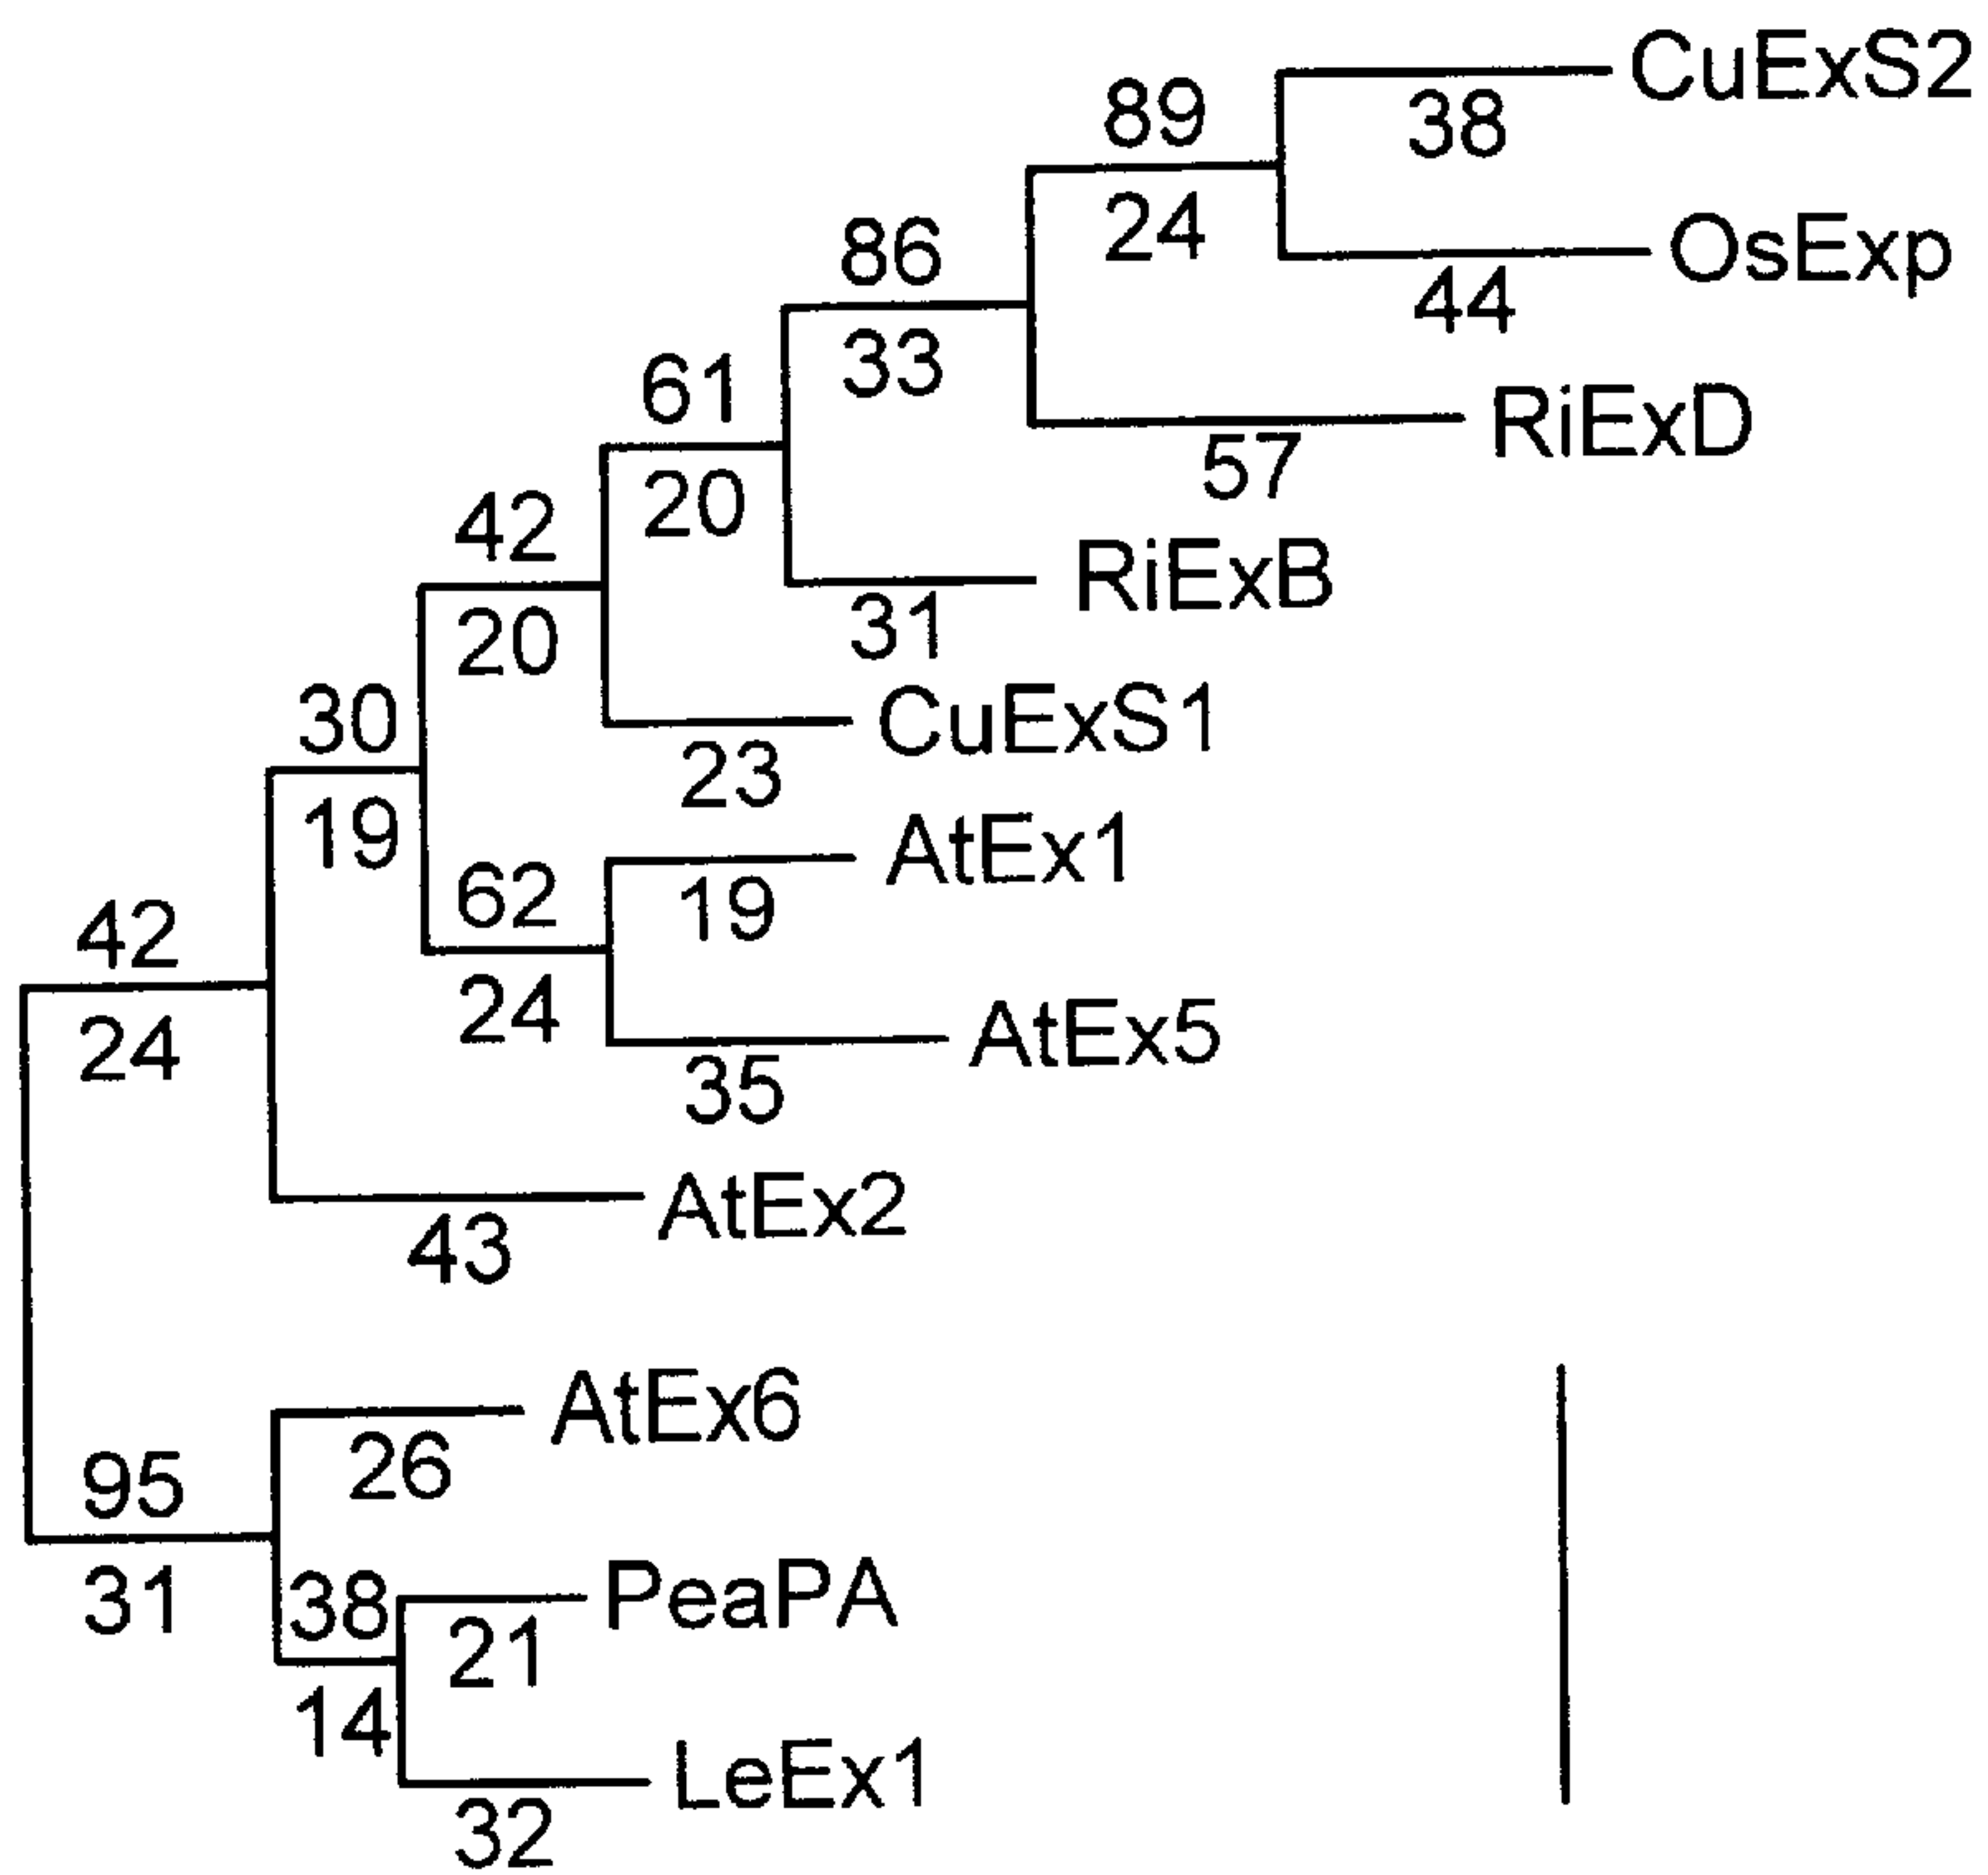 CuExS2
89
38
24
OsExp
86
44
33
RiExD
61
57
20
42
RiExB
31
20
CuExS1
30
23
19
AtEx1
62
19
42
24
AtEx5
24
35
AtEx2
43
AtEx6
95
26
31
38
PeaPA
21
14
LeEx1
32